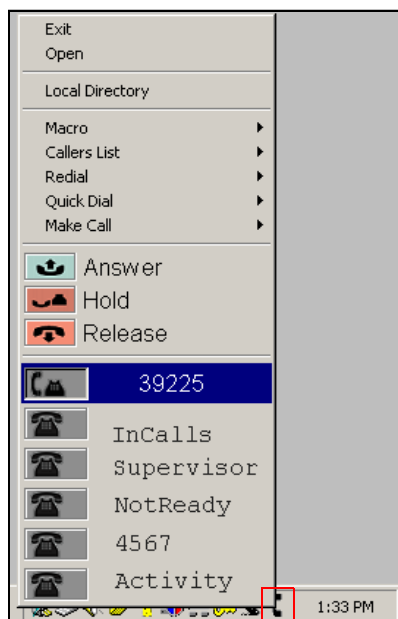 Exit
Open
Local Directory
Macro
Callers List
Redial
Quick Dial
Make Call
Answer
Hold
Release
39225
InCalls
Supervisor
NotReady
4567
Activity
1:33 PM